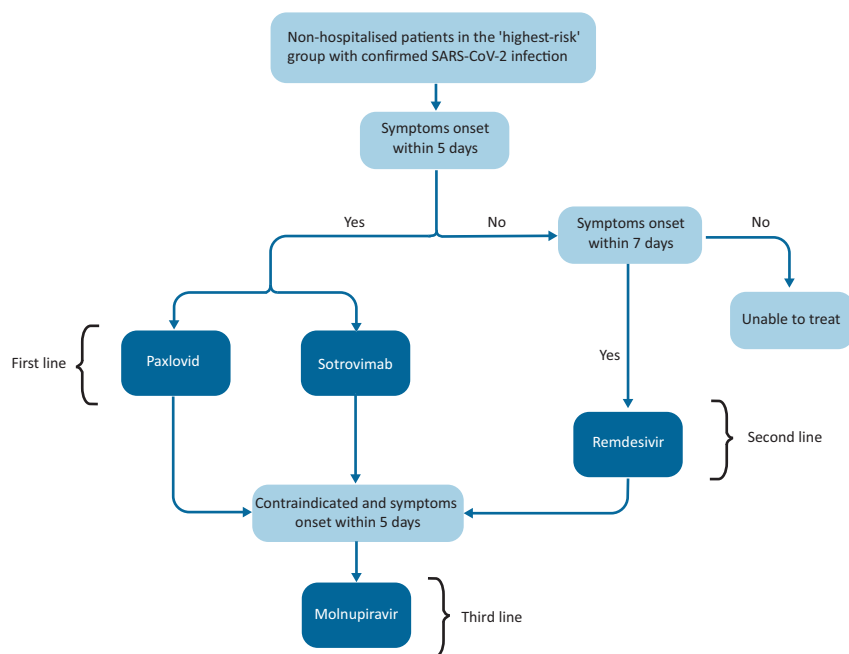 Non-hospitalised patients in the 'highest-risk'
group with confirmed SARS-CoV-2 infection
Symptoms onset
within 5 days
Yes
No
Symptoms onset
within 7 days
No
Unable to treat
First line
Paxlovid
Sotrovimab
Yes
Remdesivir
Second line
Contraindicated and symptoms
onset within 5 days
Molnupiravir
Third line